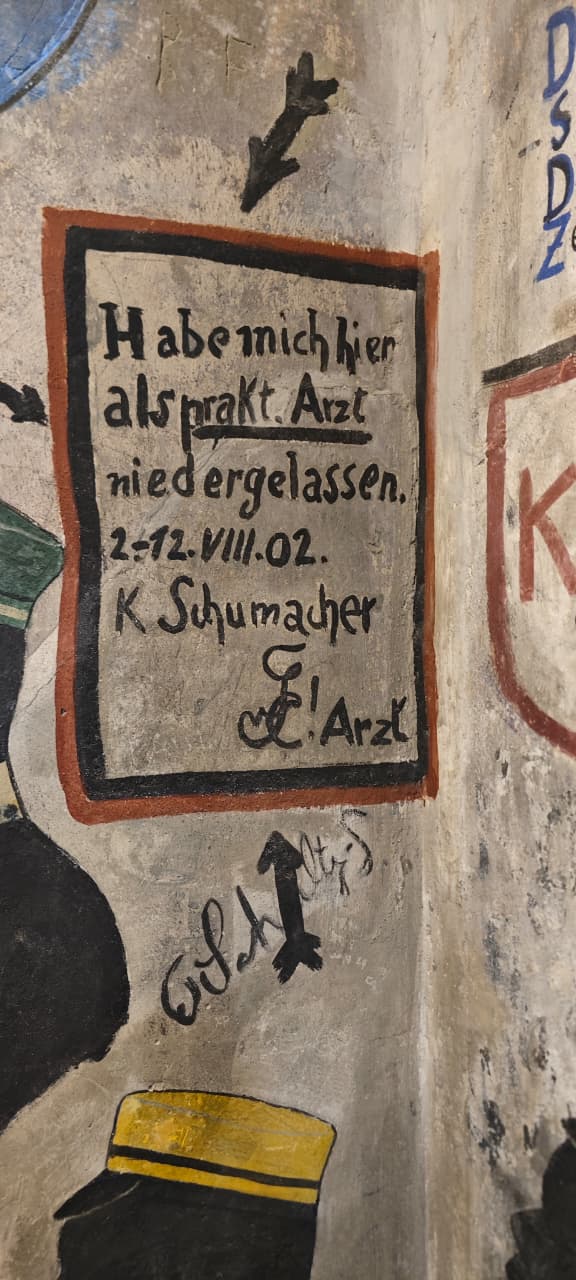 Habe mich hier
als prakt. Arzt
niedergelassen.
2-12.VIII.02.
K Schumacher
! Arzt
D
S
D
Z
K